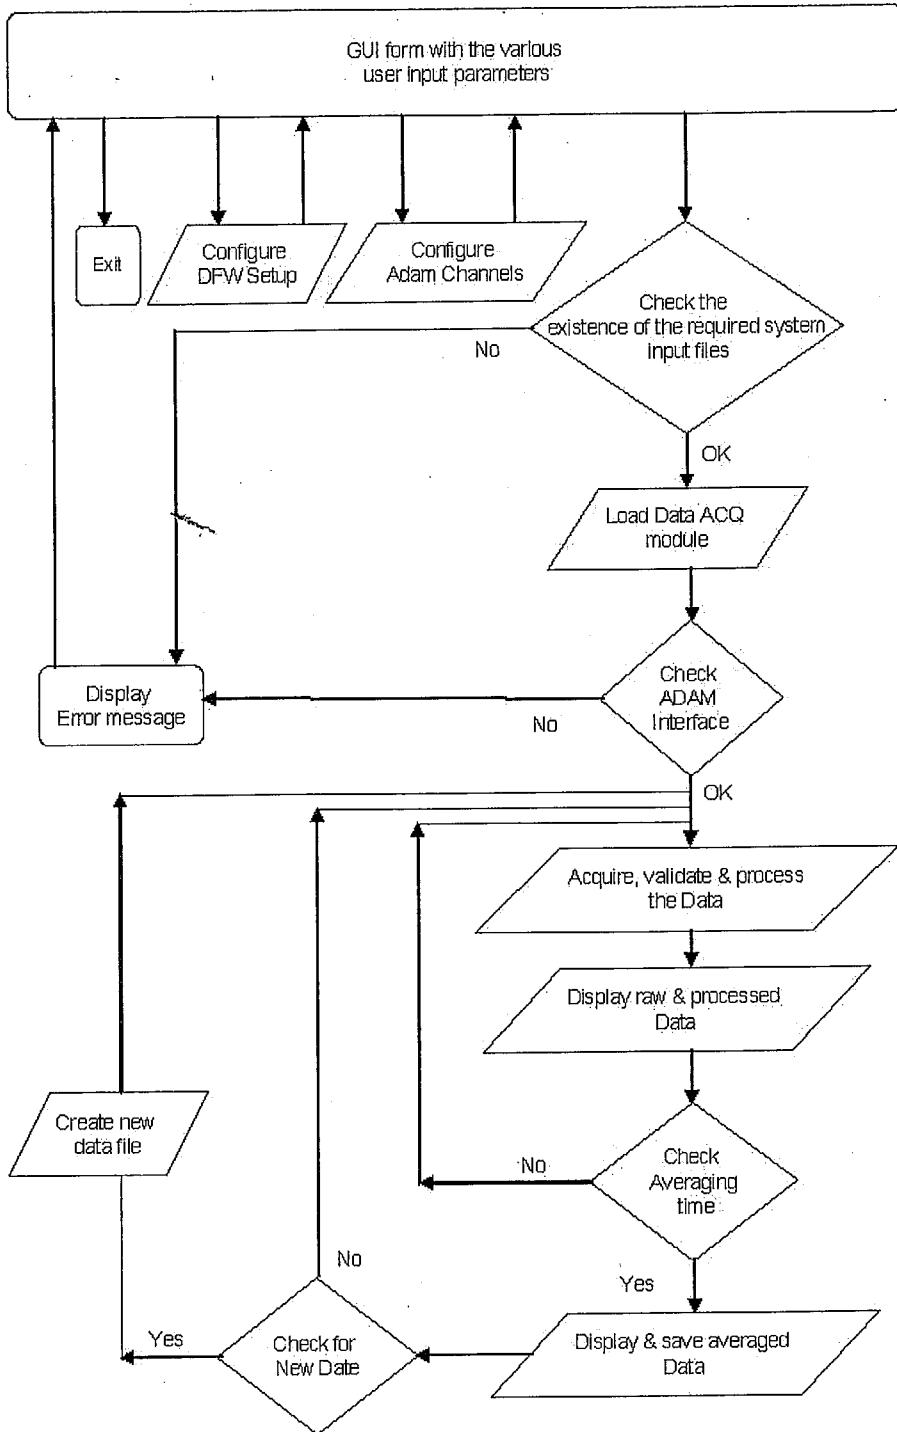 GUI form with the various
user input parameters
Exit
Configure
DFW Setup
Configure
Adam Channels
Check the
existence of the required system
input files
No
OK
Load Data ACQ
module
Check
ADAM
Interface
No
Display
Error message
OK
Acquire, validate & process
the Data
Display raw & processed
Data
Create new
data file
Check
Averaging
time
No
No
Yes
Yes
Check for
New Date
Display & save averaged
Data